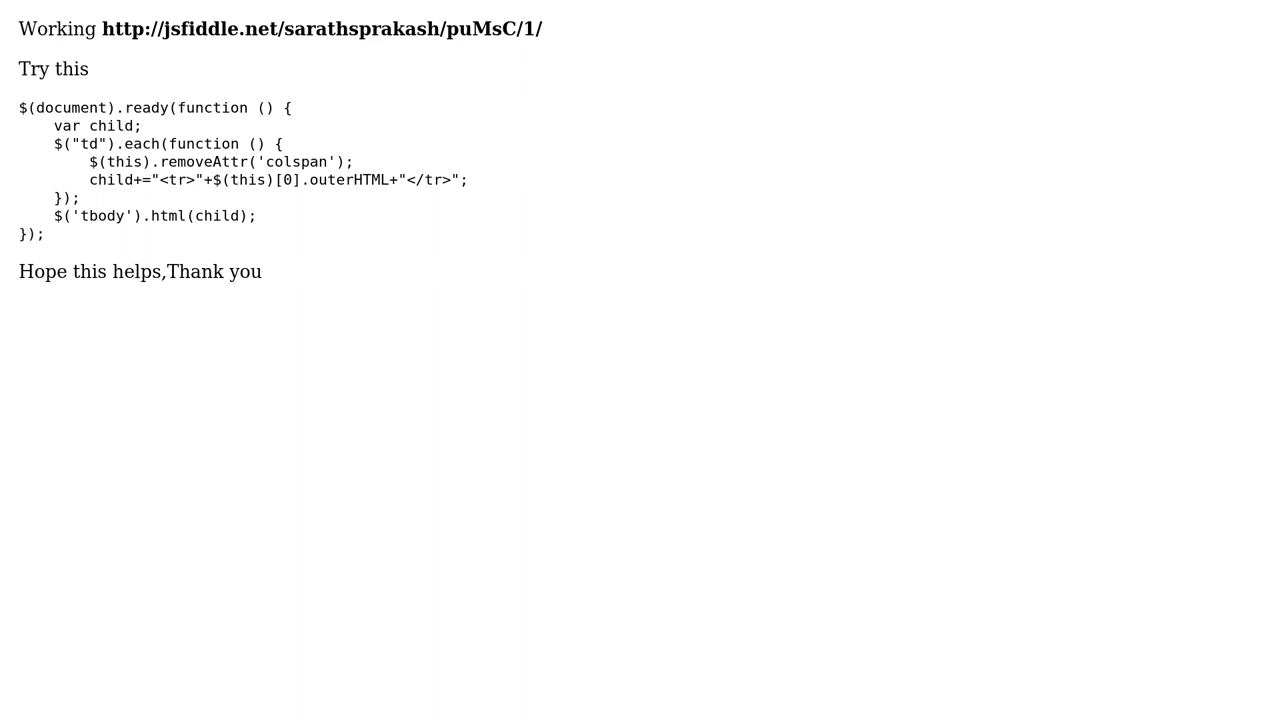 Working http://jsfiddle.net/sarathsprakash/puMsC/1/
Try this
$(document).ready(function () {
    var child;
    $("td").each(function () {
        $(this).removeAttr('colspan');
        child+="<tr>"+$(this)[0].outerHTML+"</tr>";
    });
    $('tbody').html(child);
});
Hope this helps,Thank you